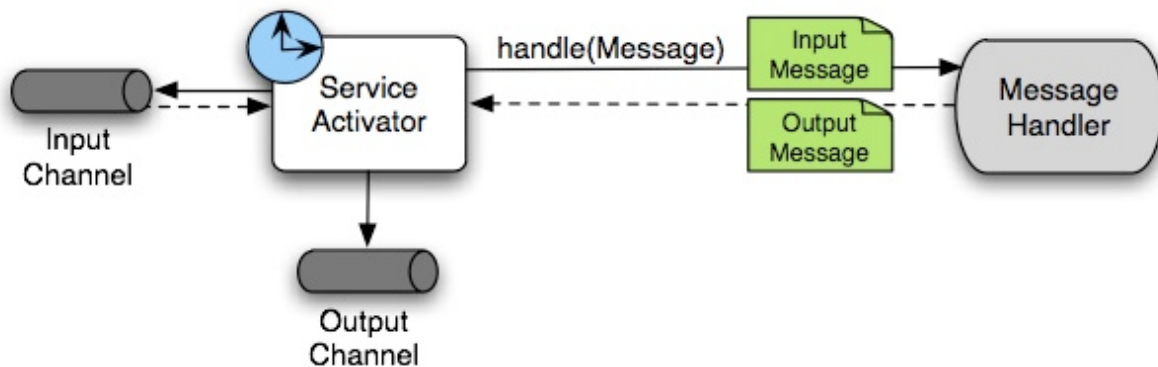 handle(Message)
Input
Message
Service
Activator
Message
Handler
Output
Message
Input
Channel
Output
Channel